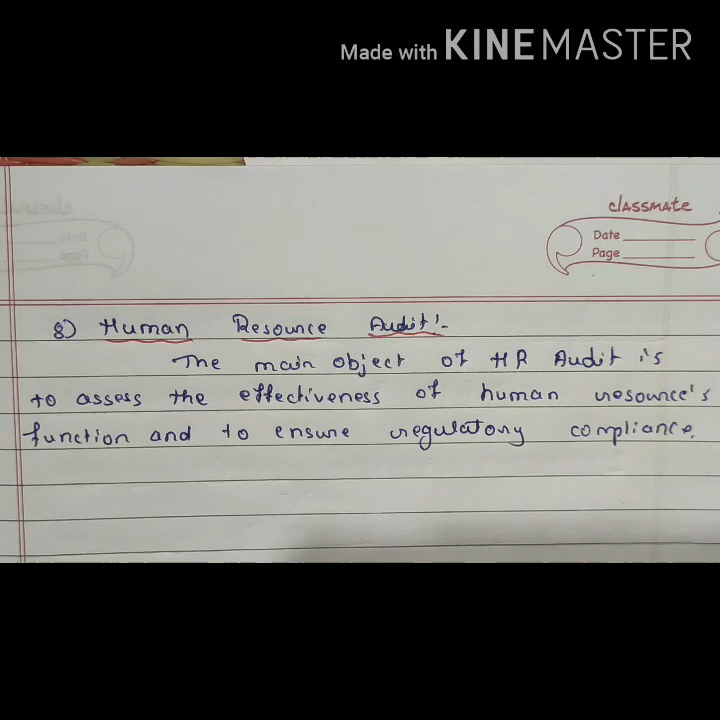 Made with KINEMASTER
classmate
Date
Page
8) Human Resource Audit:-
The main object of HR Audit is
to assess the effectiveness of human resource's
function and to ensure regulatory compliance.